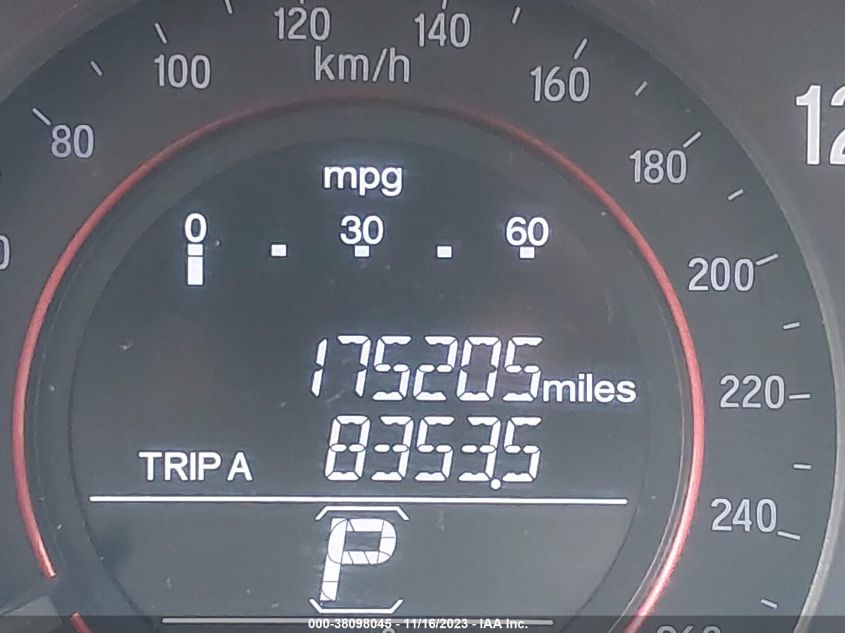 120 140
100 km/h 160
80 180
mpg
0 30 60
200
175205 miles
220
TRIP A 8353.5
240
P
000-38098045 - 11/16/2023 - IAA Inc.